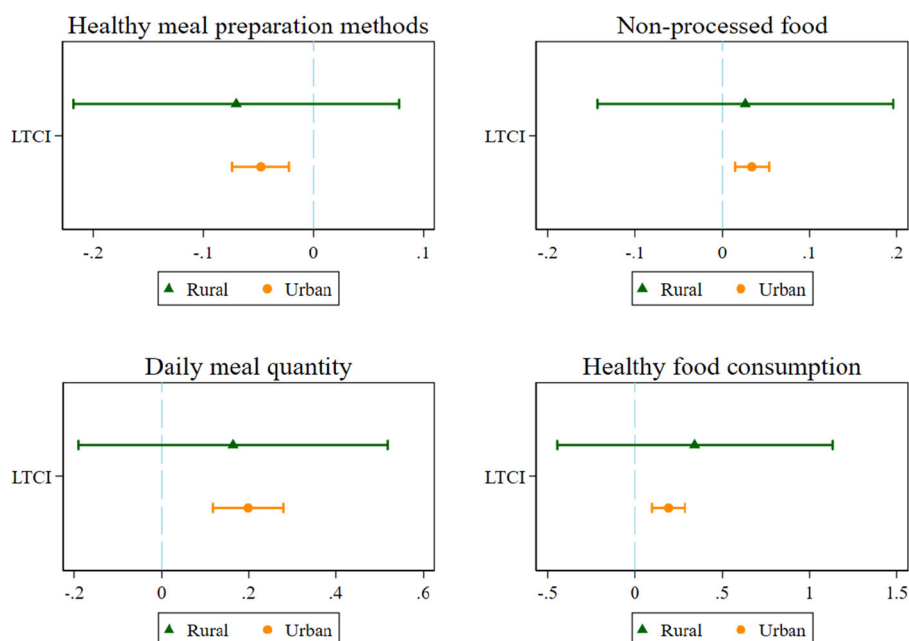 Healthy meal preparation methods
LTCI
-.2 -.1 0 .1
Rural Urban
Non-processed food
LTCI
-.2 -.1 0 .1 .2
Rural Urban
Daily meal quantity
LTCI
-.2 0 .2 .4 .6
Rural Urban
Healthy food consumption
LTCI
-.5 0 .5 1 1.5
Rural Urban